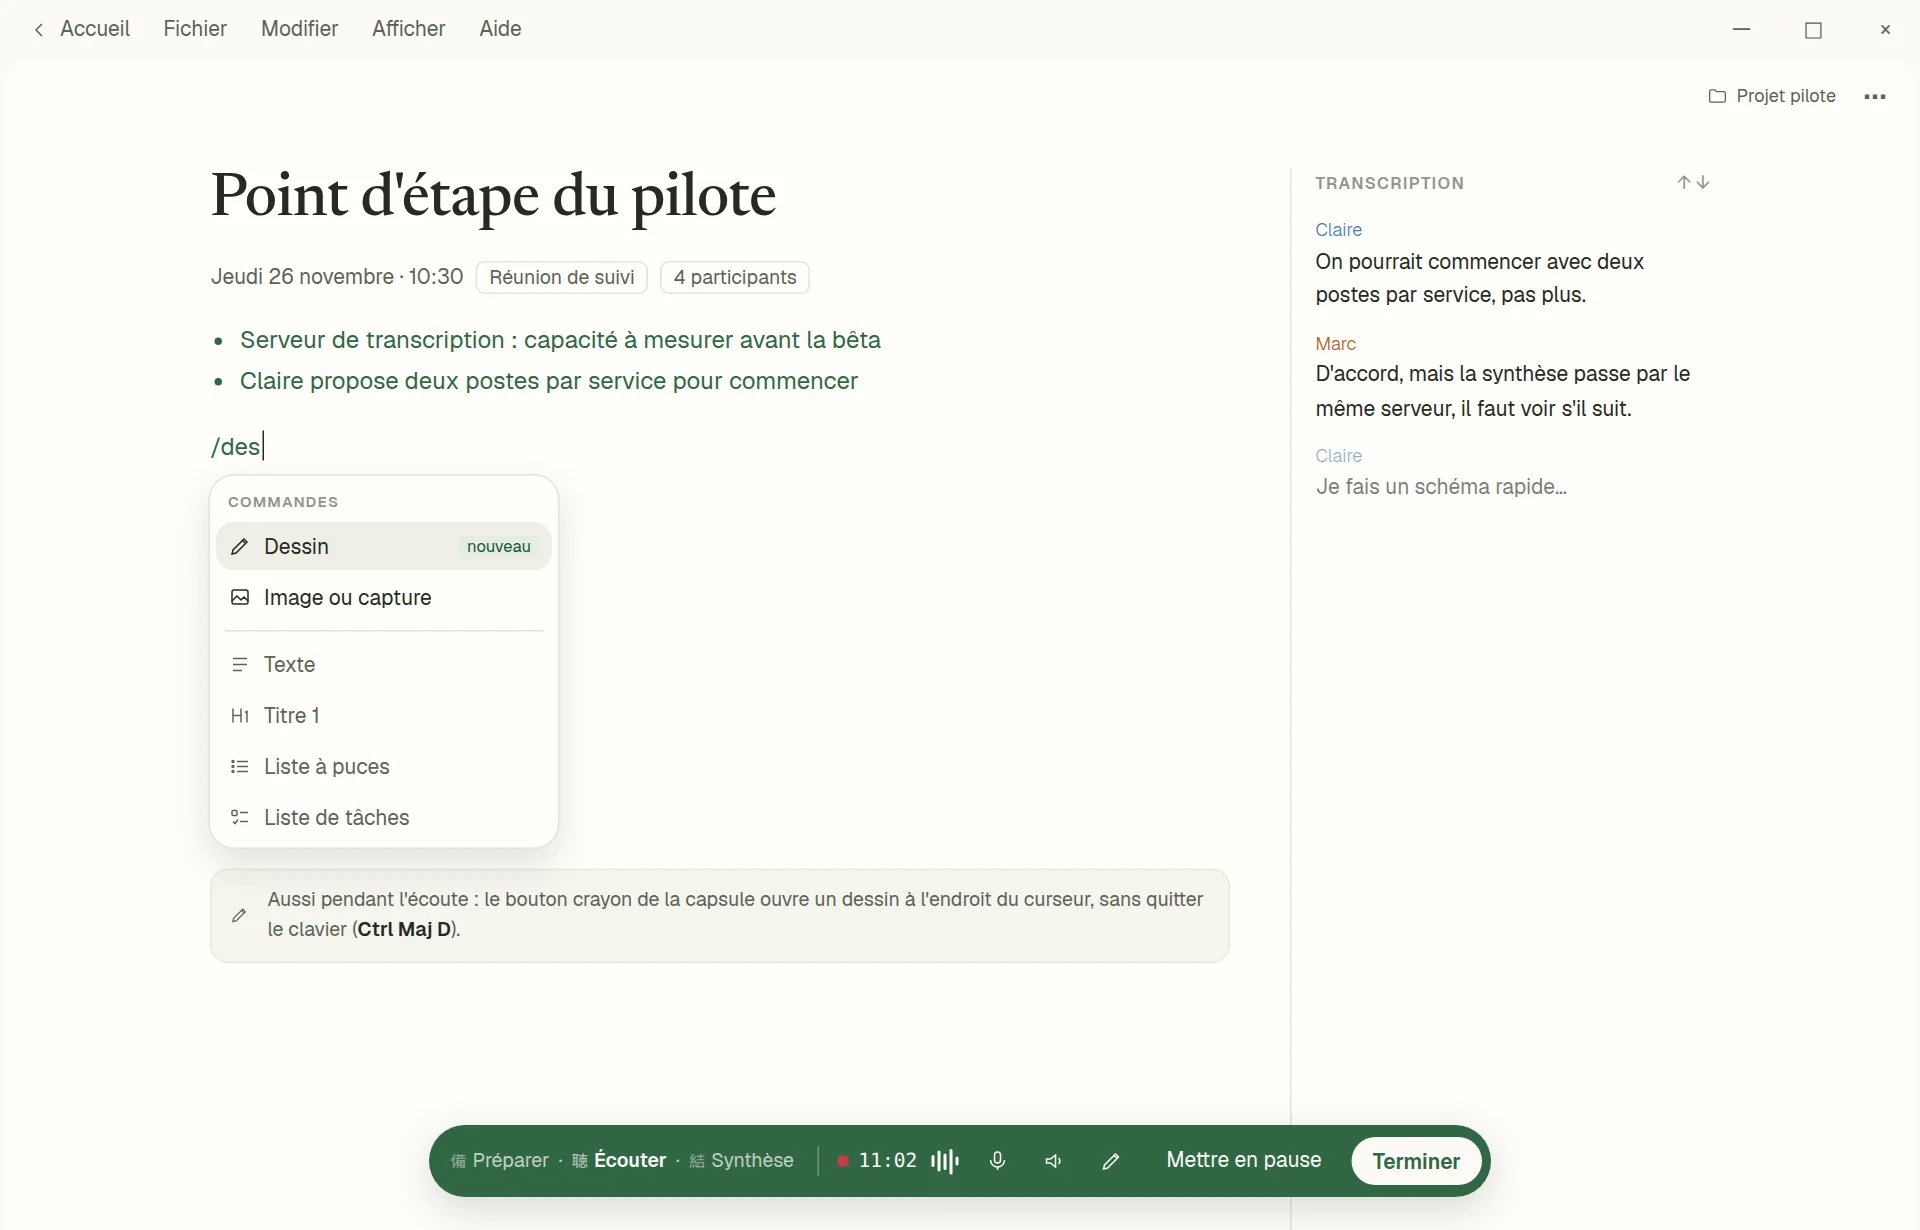 Accueil Fichier Modifier Afficher Aide
Projet pilote
Point d'étape du pilote
Jeudi 26 novembre · 10:30 Réunion de suivi 4 participants
• Serveur de transcription : capacité à mesurer avant la bêta
• Claire propose deux postes par service pour commencer
/des
COMMANDES
Dessin nouveau
Image ou capture
Texte
H1 Titre 1
Liste à puces
Liste de tâches
Aussi pendant l'écoute : le bouton crayon de la capsule ouvre un dessin à l'endroit du curseur, sans quitter
le clavier (Ctrl Maj D).
TRANSCRIPTION
Claire
On pourrait commencer avec deux
postes par service, pas plus.
Marc
D'accord, mais la synthèse passe par le
même serveur, il faut voir s'il suit.
Claire
Je fais un schéma rapide…
備 Préparer · 聴 Écouter · 結 Synthèse 11:02 Mettre en pause Terminer